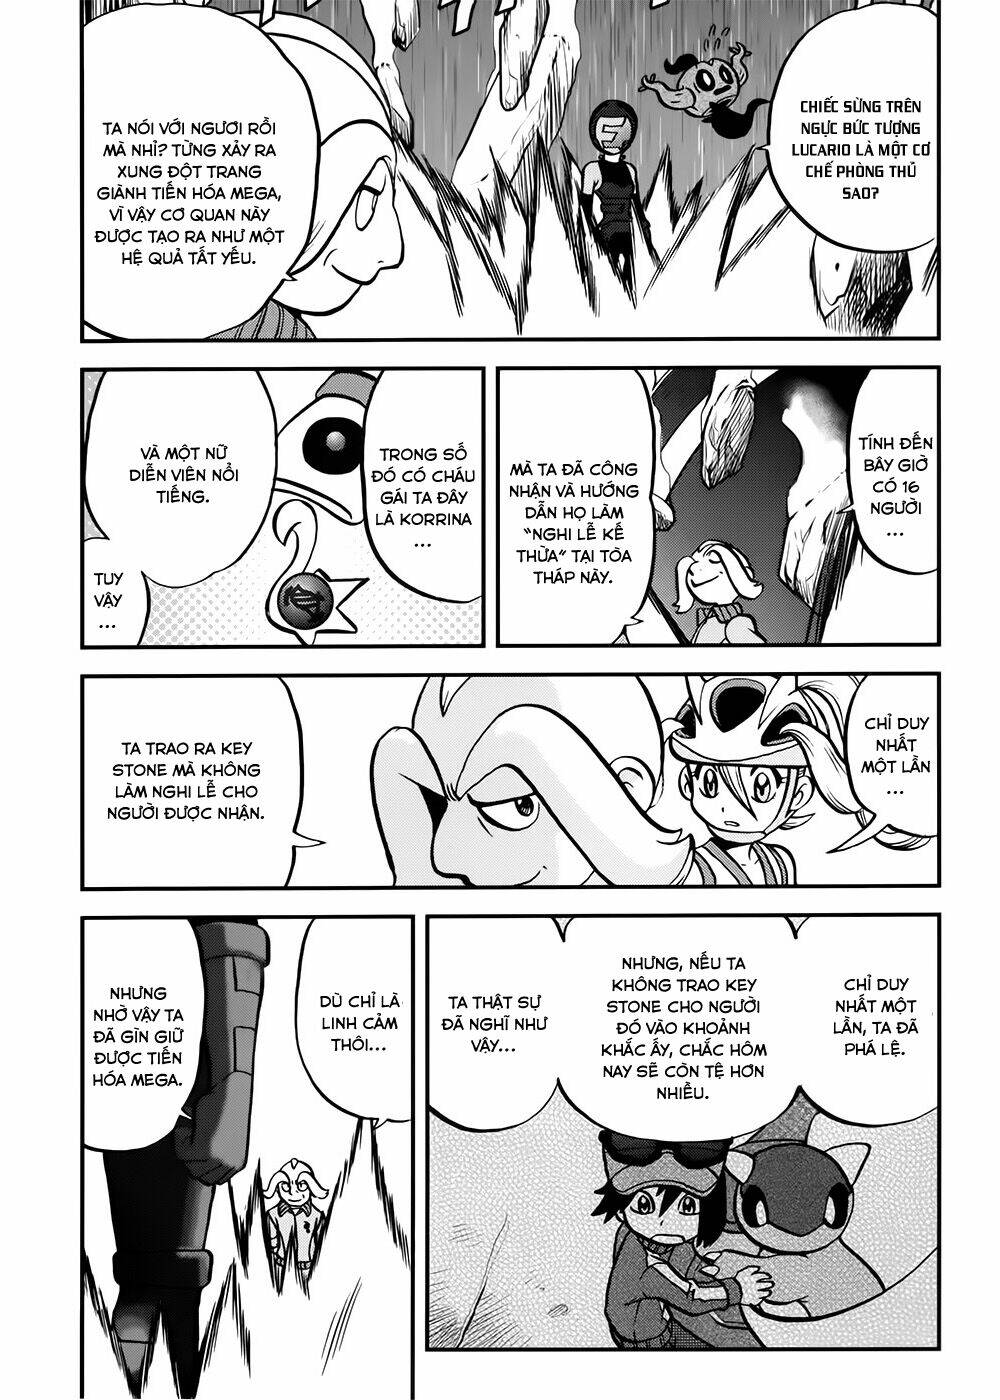 CHIẾC SỪNG TRÊN
NGỰC BỨC TƯỢNG
LUCARIO LÀ MỘT CƠ
CHẾ PHÒNG THỦ
SAO?
TA NÓI VỚI NGƯƠI RỒI
MÀ NHỈ? TỪNG XẢY RA
XUNG ĐỘT TRANG
GIÀNH TIẾN HÓA MEGA,
VÌ VẬY CƠ QUAN NÀY
ĐƯỢC TẠO RA NHƯ MỘT
HỆ QUẢ TẤT YẾU.
TÍNH ĐẾN
BÂY GIỜ
CÓ 16
NGƯỜI
...
MÀ TA ĐÃ CÔNG
NHẬN VÀ HƯỚNG
DẪN HỌ LÀM
"NGHI LỄ KẾ
THỪA" TẠI TÒA
THÁP NÀY.
TRONG SỐ
ĐÓ CÓ CHÁU
GÁI TA ĐÂY
LÀ KORRINA
...
VÀ MỘT NỮ
DIỄN VIÊN NỔI
TIẾNG.
TUY
VẬY
...
CHỈ DUY
NHẤT
MỘT LẦN
...
TA TRAO RA KEY
STONE MÀ KHÔNG
LÀM NGHI LỄ CHO
NGƯỜI ĐƯỢC NHẬN.
CHỈ DUY
NHẤT MỘT
LẦN, TA ĐÃ
PHÁ LỆ.
NHƯNG, NẾU TA
KHÔNG TRAO KEY
STONE CHO NGƯỜI
ĐÓ VÀO KHOẢNH
KHẮC ẤY, CHẮC HÔM
NAY SẼ CÒN TỆ HƠN
NHIỀU.
TA THẬT SỰ
ĐÃ NGHĨ NHƯ
VẬY...
DÙ CHỈ LÀ
LINH CẢM
THÔI...
NHƯNG
NHỜ VẬY TA
ĐÃ GÌN GIỮ
ĐƯỢC TIẾN
HÓA MEGA.